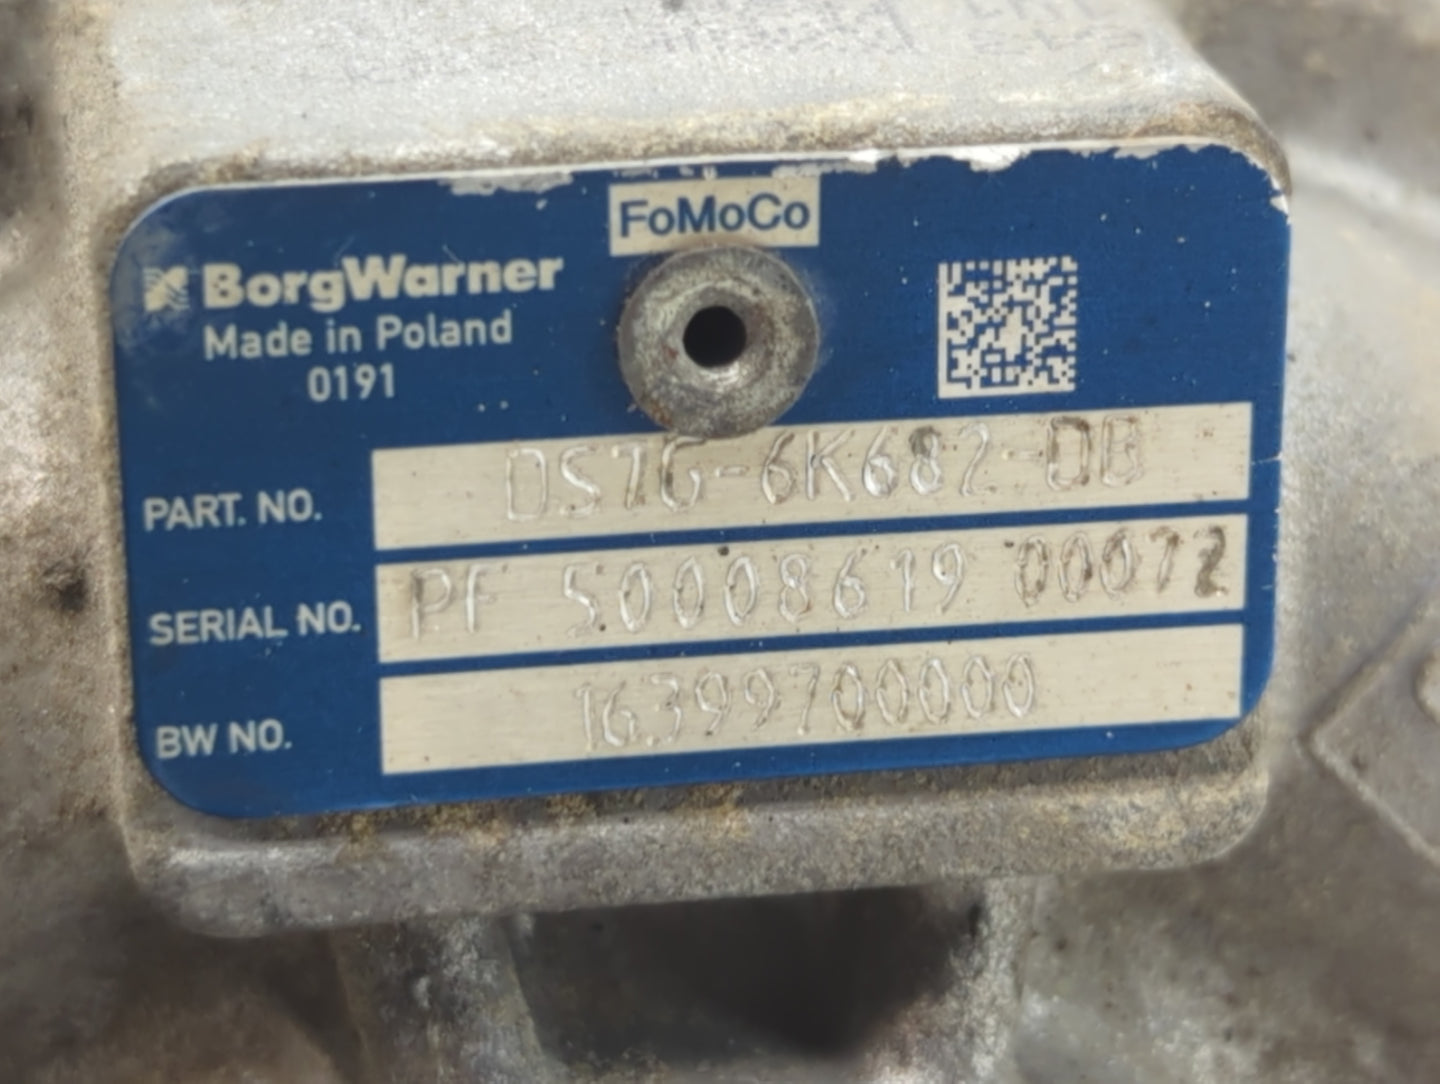 FoMoCo
BorgWarner
Made in Poland
0191
PART. NO. DS7G-6K682-DB
SERIAL NO. PF 50008619 00072
BW NO. 16399700000